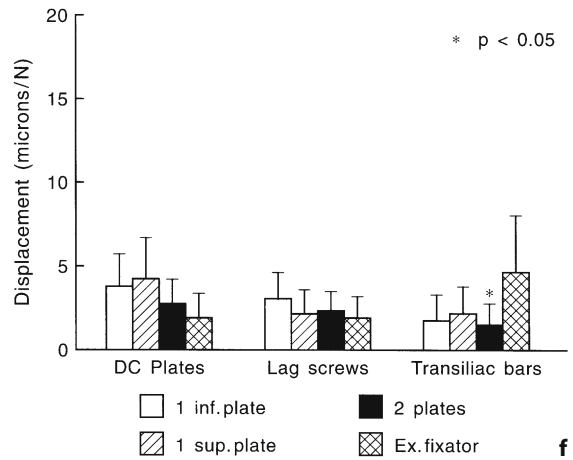 20
* p < 0.05
15
10
5
0
Displacement (microns/N)
*
DC Plates Lag screws Transiliac bars
1 inf.plate 2 plates
1 sup.plate Ex.fixator
f